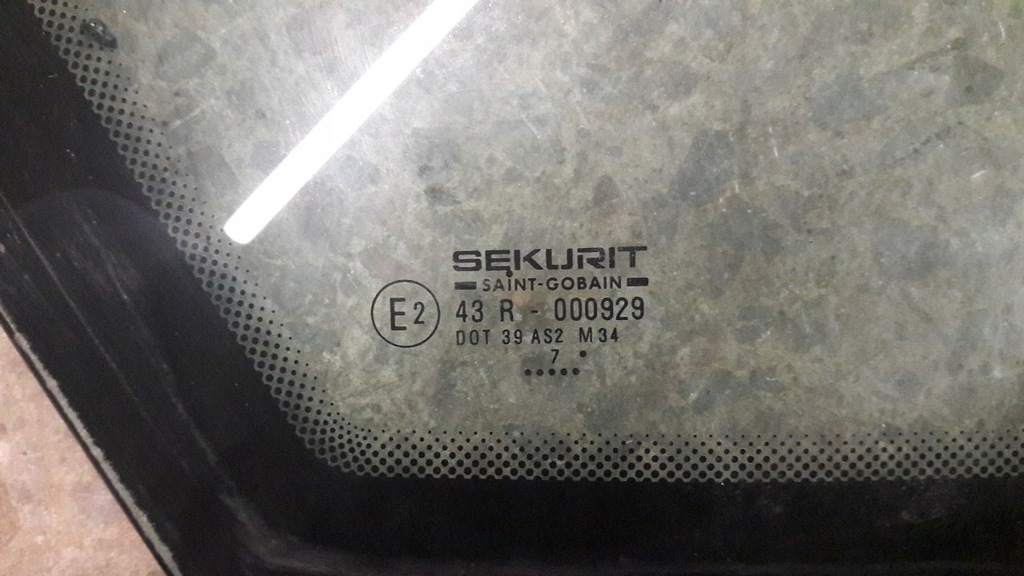 SEKURIT
SAINT-GOBAIN
E2 43 R - 000929
DOT 39 AS2 M34
7 •
•••••